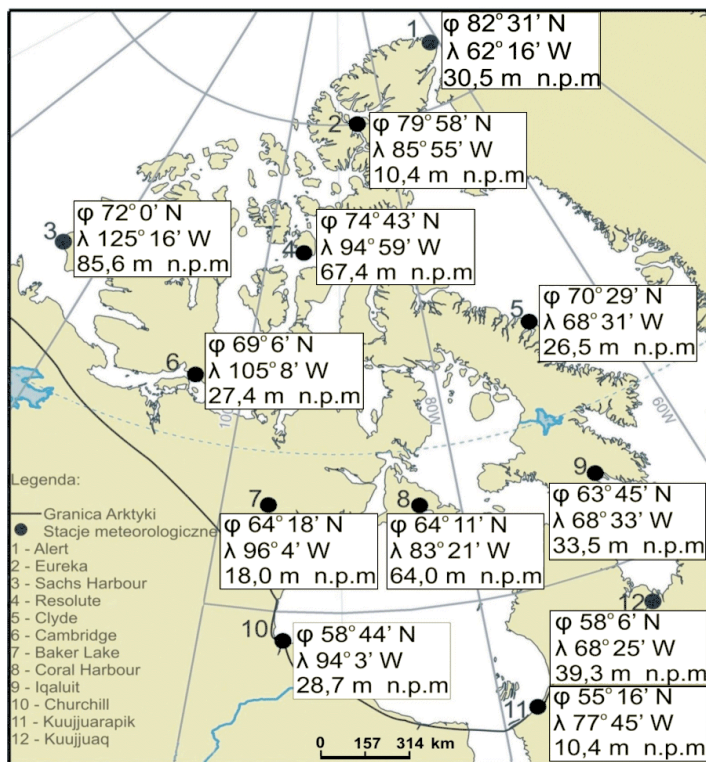 1
φ 82°31’ N
λ 62°16’ W
30,5 m n.p.m
2
φ 79°58’ N
λ 85°55’ W
10,4 m n.p.m
3
φ 72°0’ N
λ 125°16’ W
85,6 m n.p.m
4
φ 74°43’ N
λ 94°59’ W
67,4 m n.p.m
5
φ 70°29’ N
λ 68°31’ W
26,5 m n.p.m
6
φ 69°6’ N
λ 105°8’ W
27,4 m n.p.m
80W
60W
7
φ 64°18’ N
λ 96°4’ W
18,0 m n.p.m
8
φ 64°11’ N
λ 83°21’ W
64,0 m n.p.m
9
φ 63°45’ N
λ 68°33’ W
33,5 m n.p.m
10
φ 58°44’ N
λ 94°3’ W
28,7 m n.p.m
12
φ 58°6’ N
λ 68°25’ W
39,3 m n.p.m
11
φ 55°16’ N
λ 77°45’ W
10,4 m n.p.m
Legenda:
Granica Arktyki
Stacje meteorologiczne
1 - Alert
2 - Eureka
3 - Sachs Harbour
4 - Resolute
5 - Clyde
6 - Cambridge
7 - Baker Lake
8 - Coral Harbour
9 - Iqaluit
10 - Churchill
11 - Kuujjuarapik
12 - Kuujjuaq
0 157 314 km